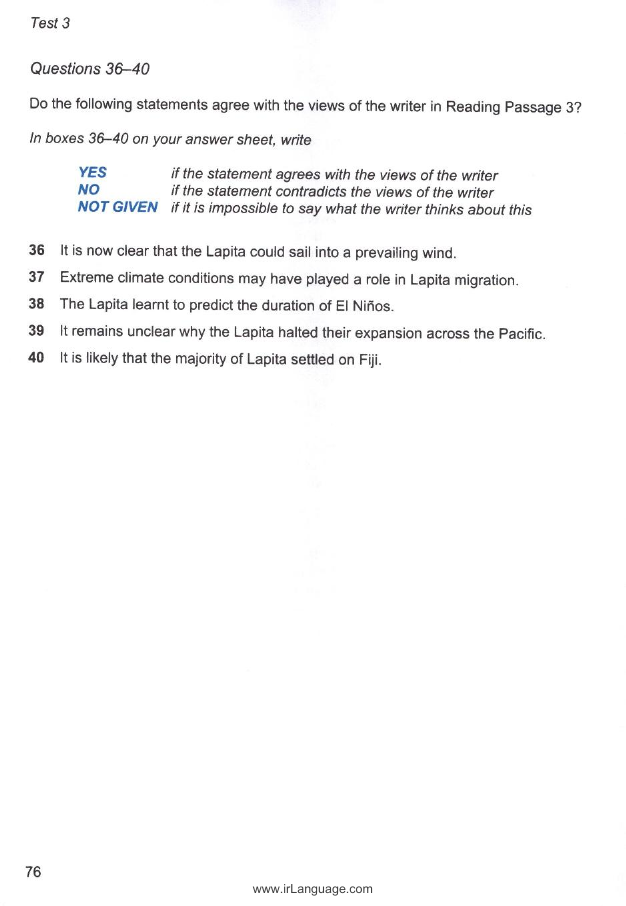 Test 3
Questions 36–40
Do the following statements agree with the views of the writer in Reading Passage 3?
In boxes 36–40 on your answer sheet, write
YES if the statement agrees with the views of the writer
NO if the statement contradicts the views of the writer
NOT GIVEN if it is impossible to say what the writer thinks about this
36 It is now clear that the Lapita could sail into a prevailing wind.
37 Extreme climate conditions may have played a role in Lapita migration.
38 The Lapita learnt to predict the duration of El Niños.
39 It remains unclear why the Lapita halted their expansion across the Pacific.
40 It is likely that the majority of Lapita settled on Fiji.
76
www.irLanguage.com